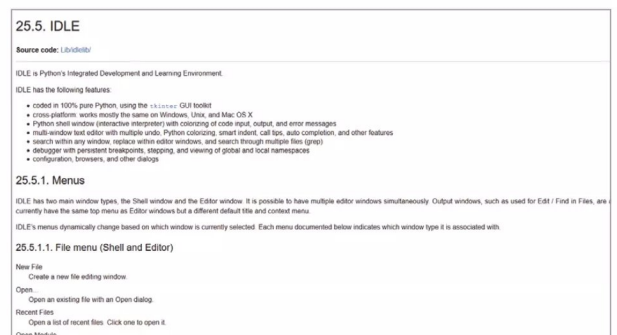 25.5. IDLE
Source code: Lib/idlelib/
IDLE is Python's Integrated Development and Learning Environment.
IDLE has the following features:
• coded in 100% pure Python, using the tkinter GUI toolkit
• cross-platform: works mostly the same on Windows, Unix, and Mac OS X
• Python shell window (interactive interpreter) with colorizing of code input, output, and error messages
• multi-window text editor with multiple undo, Python colorizing, smart indent, call tips, auto completion, and other features
• search within any window, replace within editor windows, and search through multiple files (grep)
• debugger with persistent breakpoints, stepping, and viewing of global and local namespaces
• configuration, browsers, and other dialogs
25.5.1. Menus
IDLE has two main window types, the Shell window and the Editor window. It is possible to have multiple editor windows simultaneously. Output windows, such as used for Edit / Find in Files, are
currently have the same top menu as Editor windows but a different default title and context menu.
IDLE's menus dynamically change based on which window is currently selected. Each menu documented below indicates which window type it is associated with.
25.5.1.1. File menu (Shell and Editor)
New File
Create a new file editing window.
Open...
Open an existing file with an Open dialog.
Recent Files
Open a list of recent files. Click one to open it.
Open Module